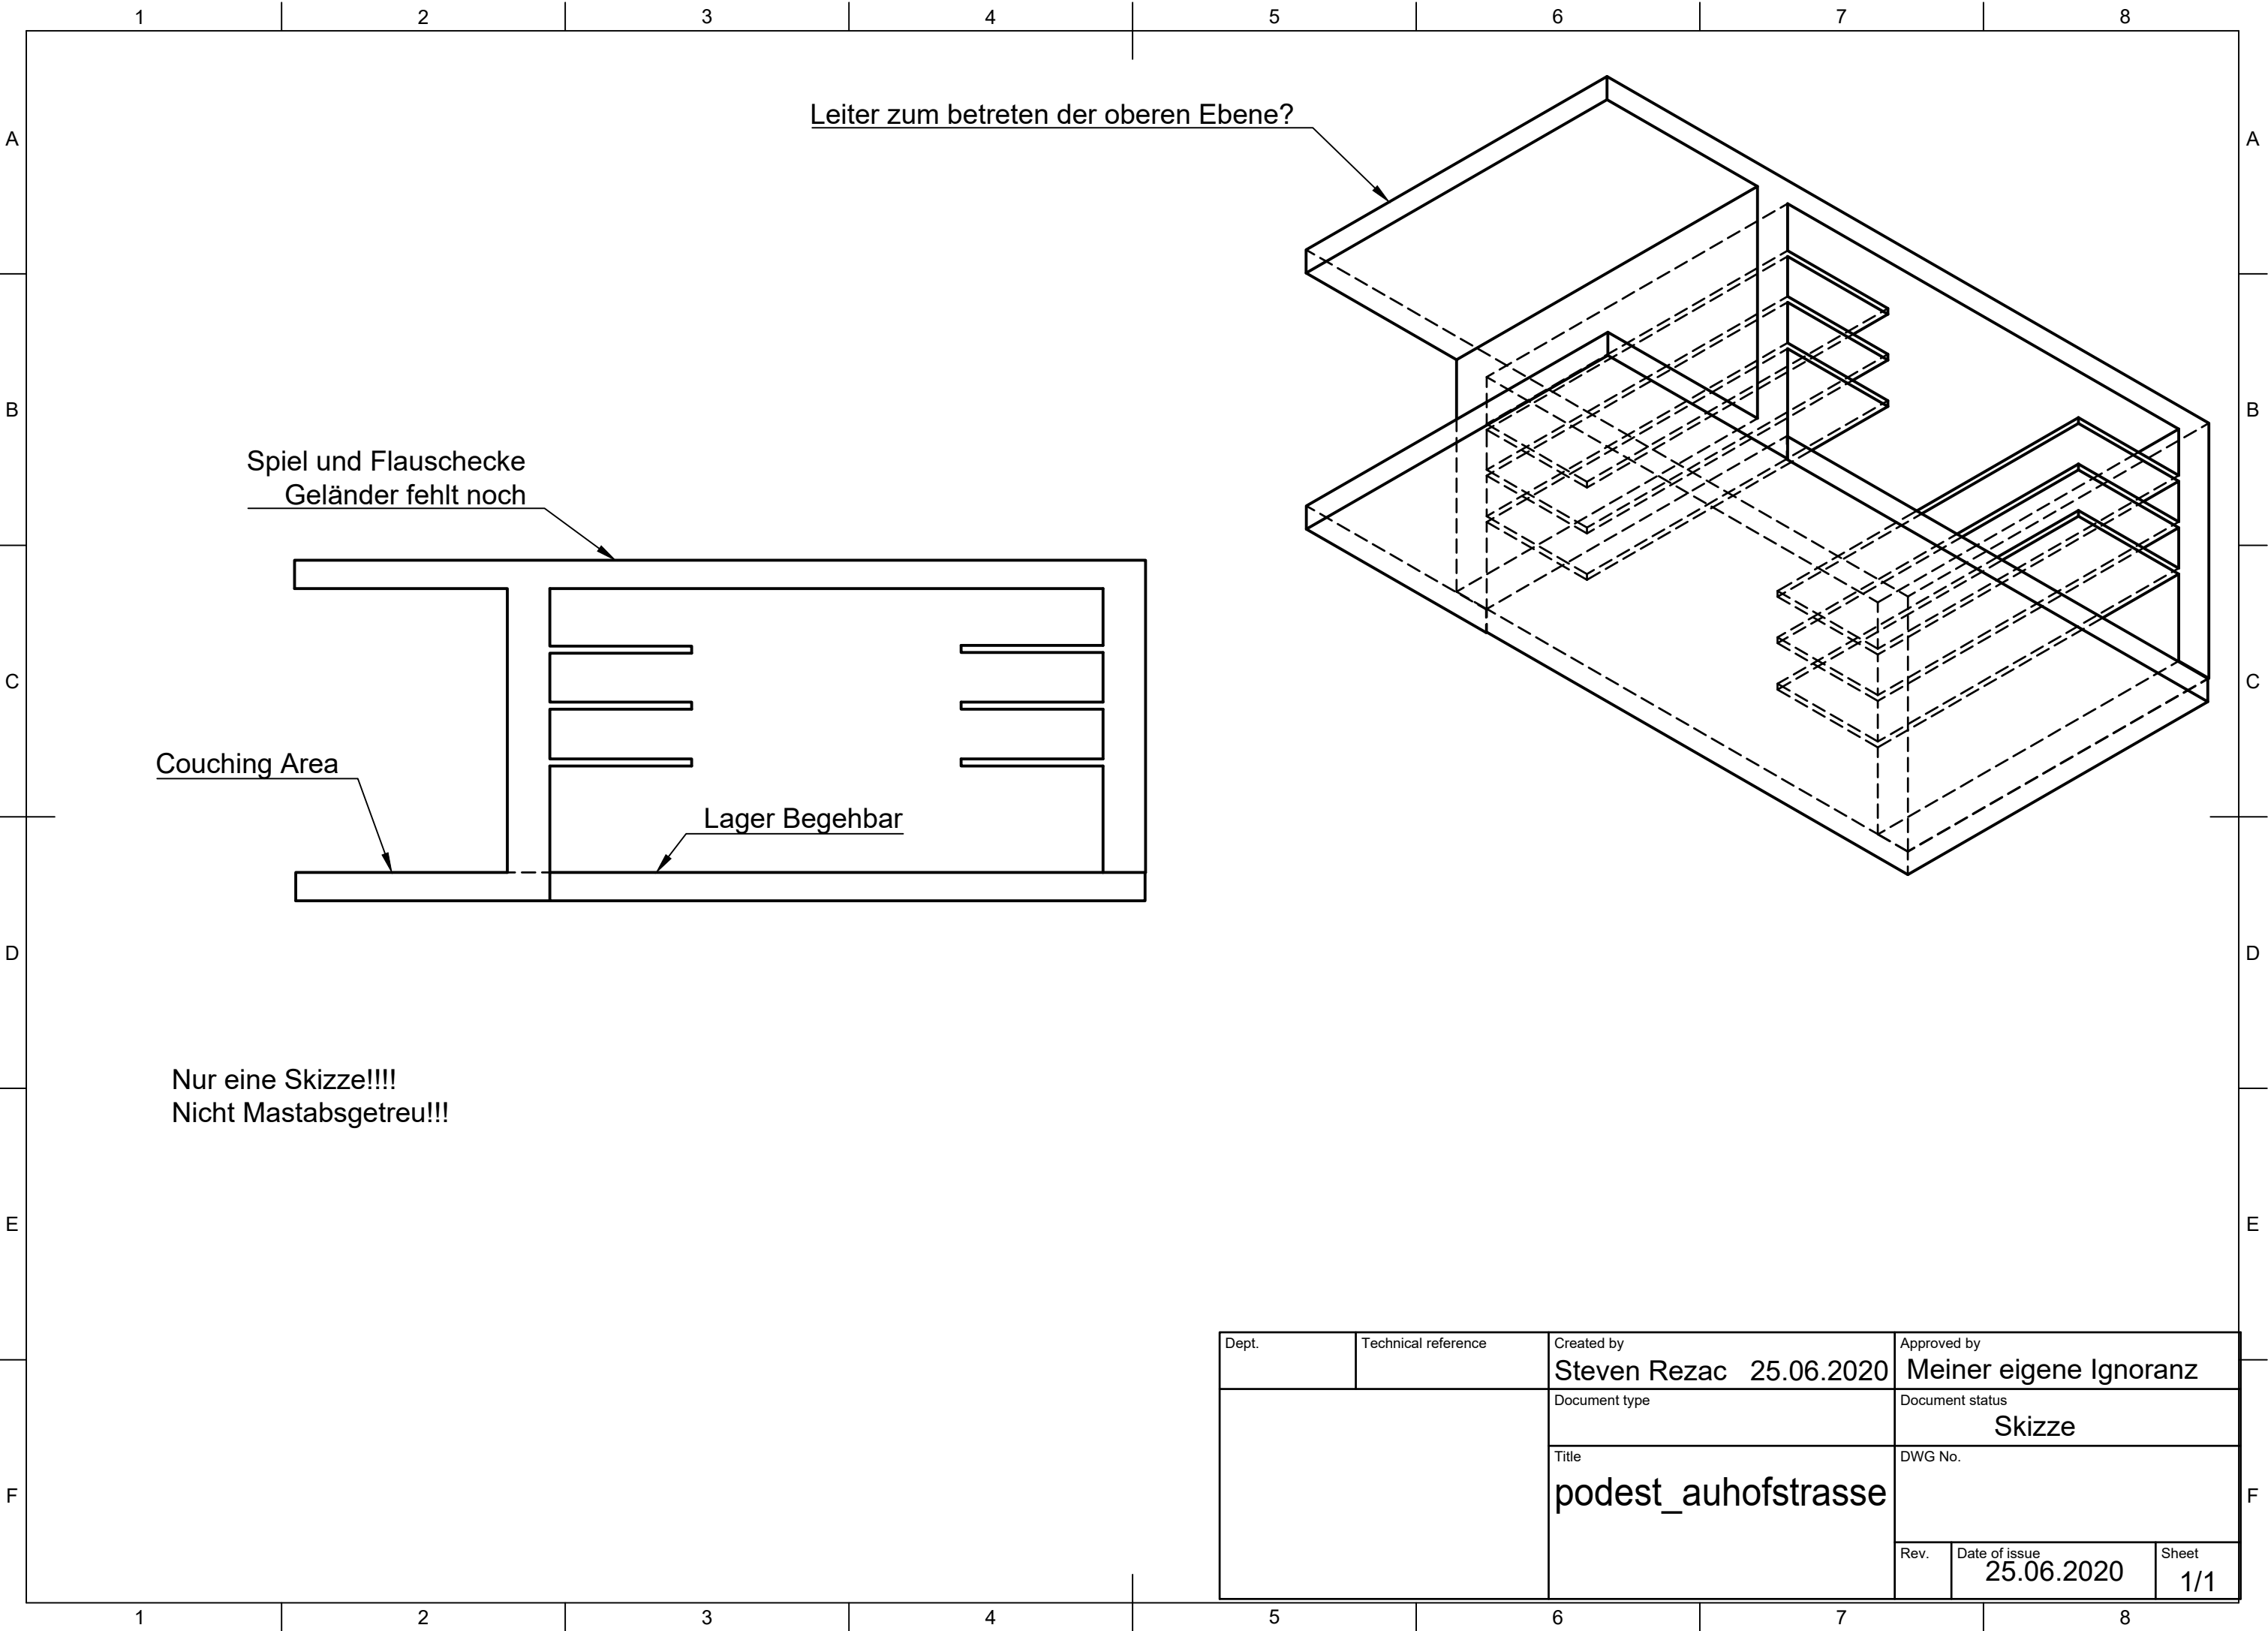 1 2 3 4 5 6 7 8
A A
Leiter zum betreten der oberen Ebene?
B B
Spiel und Flauschecke
Geländer fehlt noch
C C
Couching Area
Lager Begehbar
D D
Nur eine Skizze!!!!
Nicht Mastabsgetreu!!!
E E
Dept. Technical reference Created by Approved by
Steven Rezac 25.06.2020 Meiner eigene Ignoranz
Document type Document status
Skizze
Title DWG No.
podest_auhofstrasse
F F
Rev. Date of issue Sheet
25.06.2020 1/1
1 2 3 4 5 6 7 8